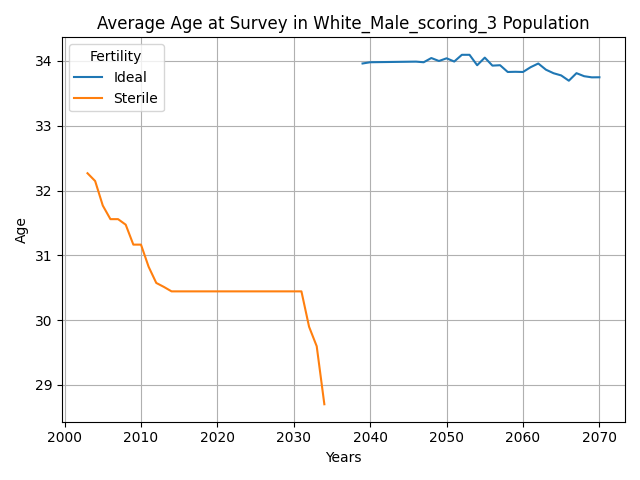 Average Age at Survey in White_Male_scoring_3 Population
Fertility
Ideal
Sterile
34
33
32
31
30
29
Age
2000 2010 2020 2030 2040 2050 2060 2070
Years